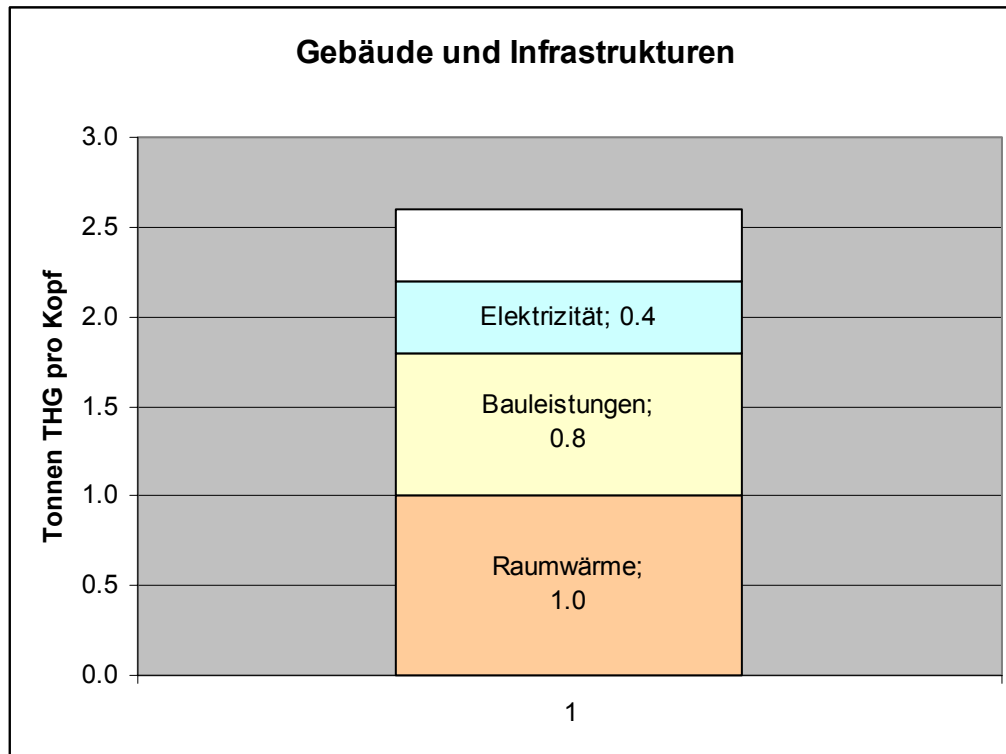 Gebäude und Infrastrukturen
3.0
2.5
2.0
1.5
1.0
0.5
0.0
Tonnen THG pro Kopf
Elektrizität; 0.4
Bauleistungen;
0.8
Raumwärme;
1.0
1